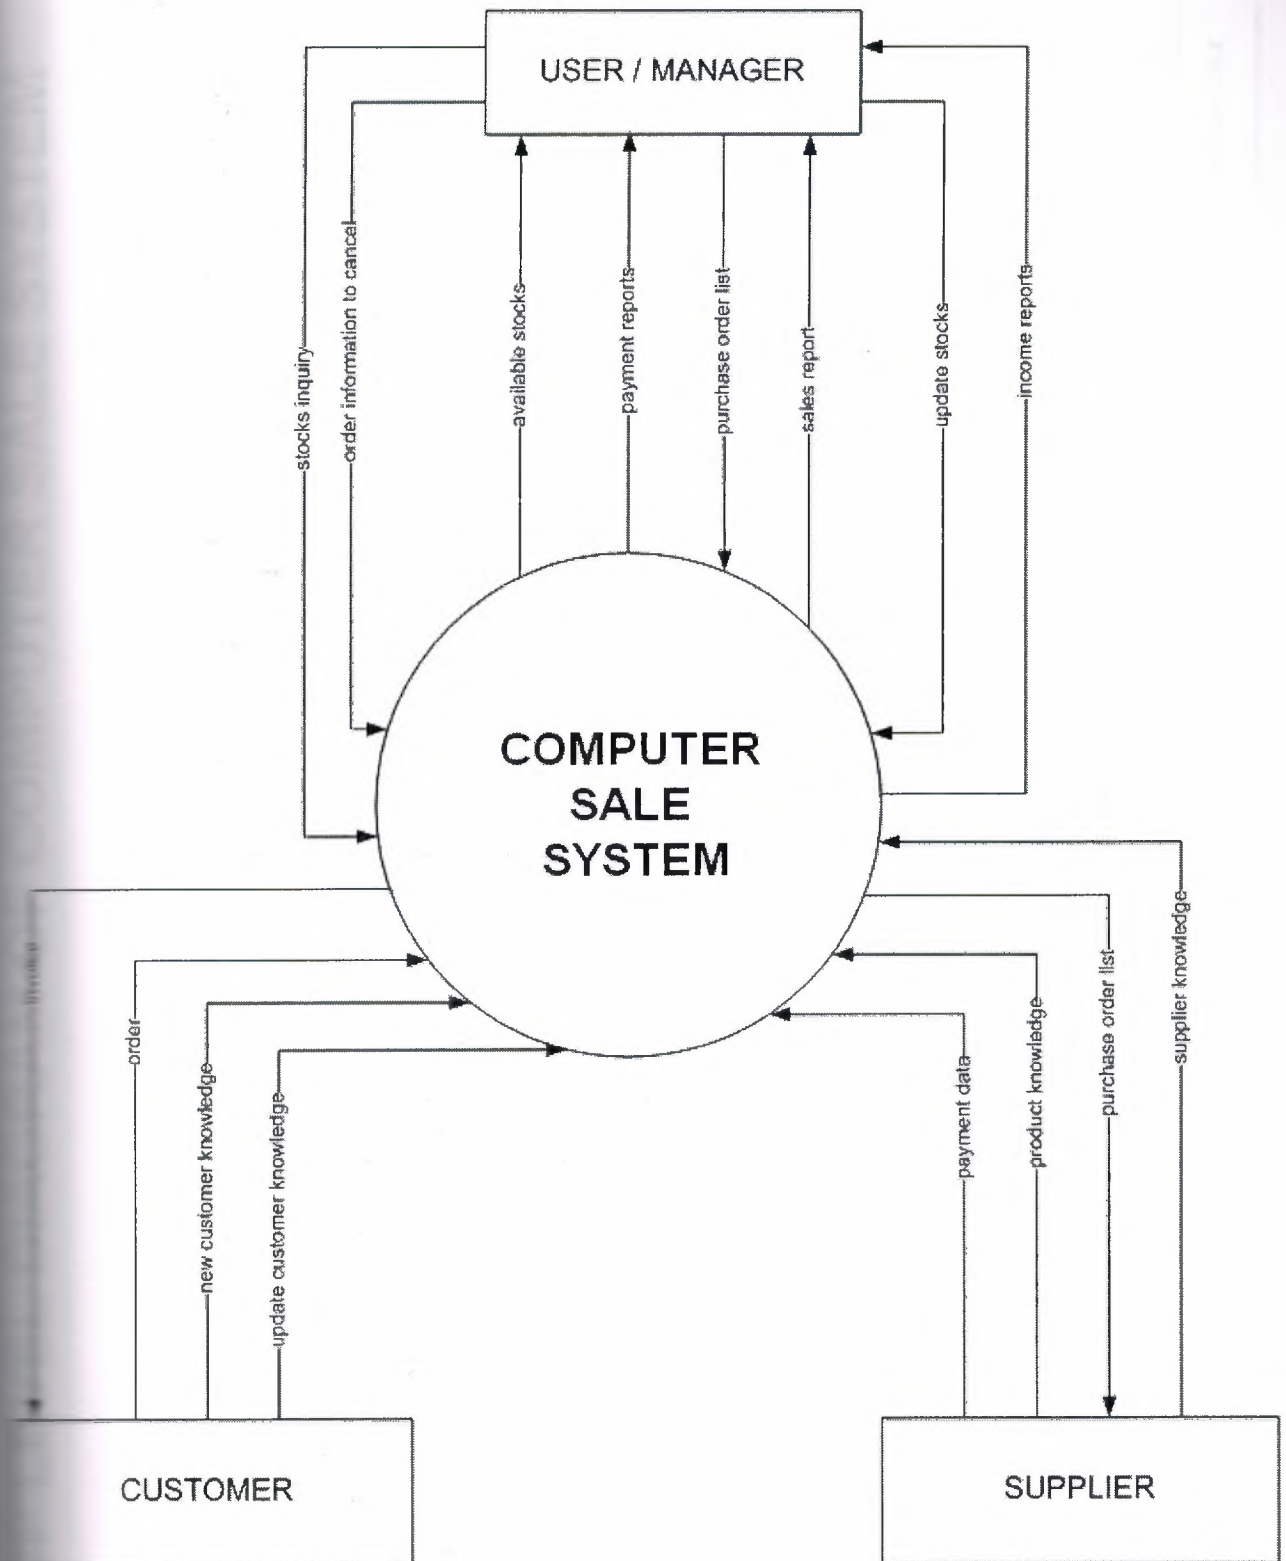 USER / MANAGER
stocks inquiry
order information to cancel
available stocks
payment reports
purchase order list
sales report
update stocks
income reports
COMPUTER
SALE
SYSTEM
invoice
order
new customer knowledge
update customer knowledge
payment data
product knowledge
purchase order list
supplier knowledge
CUSTOMER
SUPPLIER